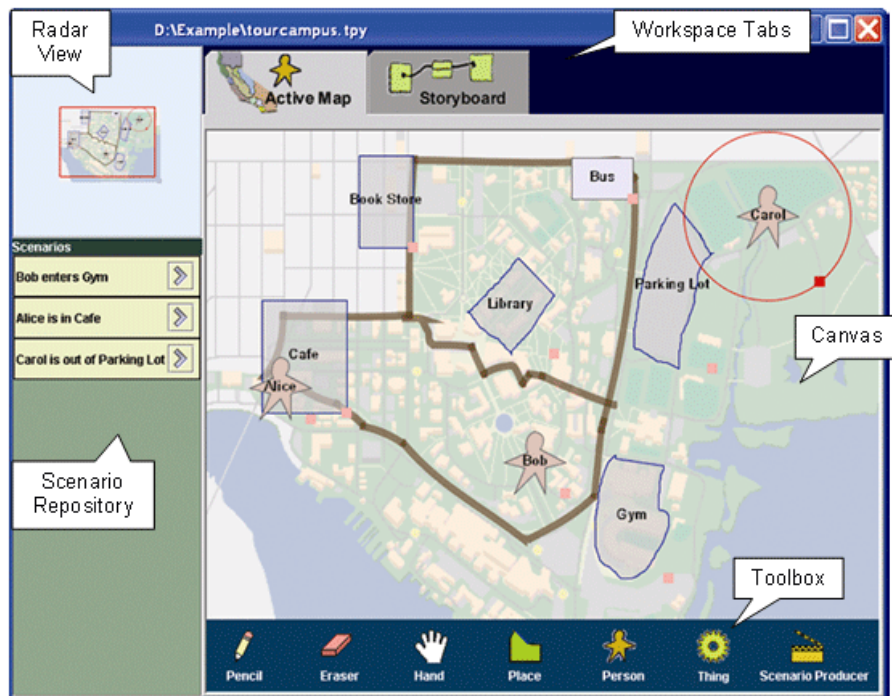 Radar
View
D:\Example\tourcampus.tpy
Workspace Tabs
Active Map
Storyboard
Scenarios
Bob enters Gym
Alice is in Cafe
Carol is out of Parking Lot
Scenario
Repository
Book Store
Bus
Carol
Library
Parking Lot
Cafe
Alice
Canvas
Bob
Gym
Toolbox
Pencil
Eraser
Hand
Place
Person
Thing
Scenario Producer